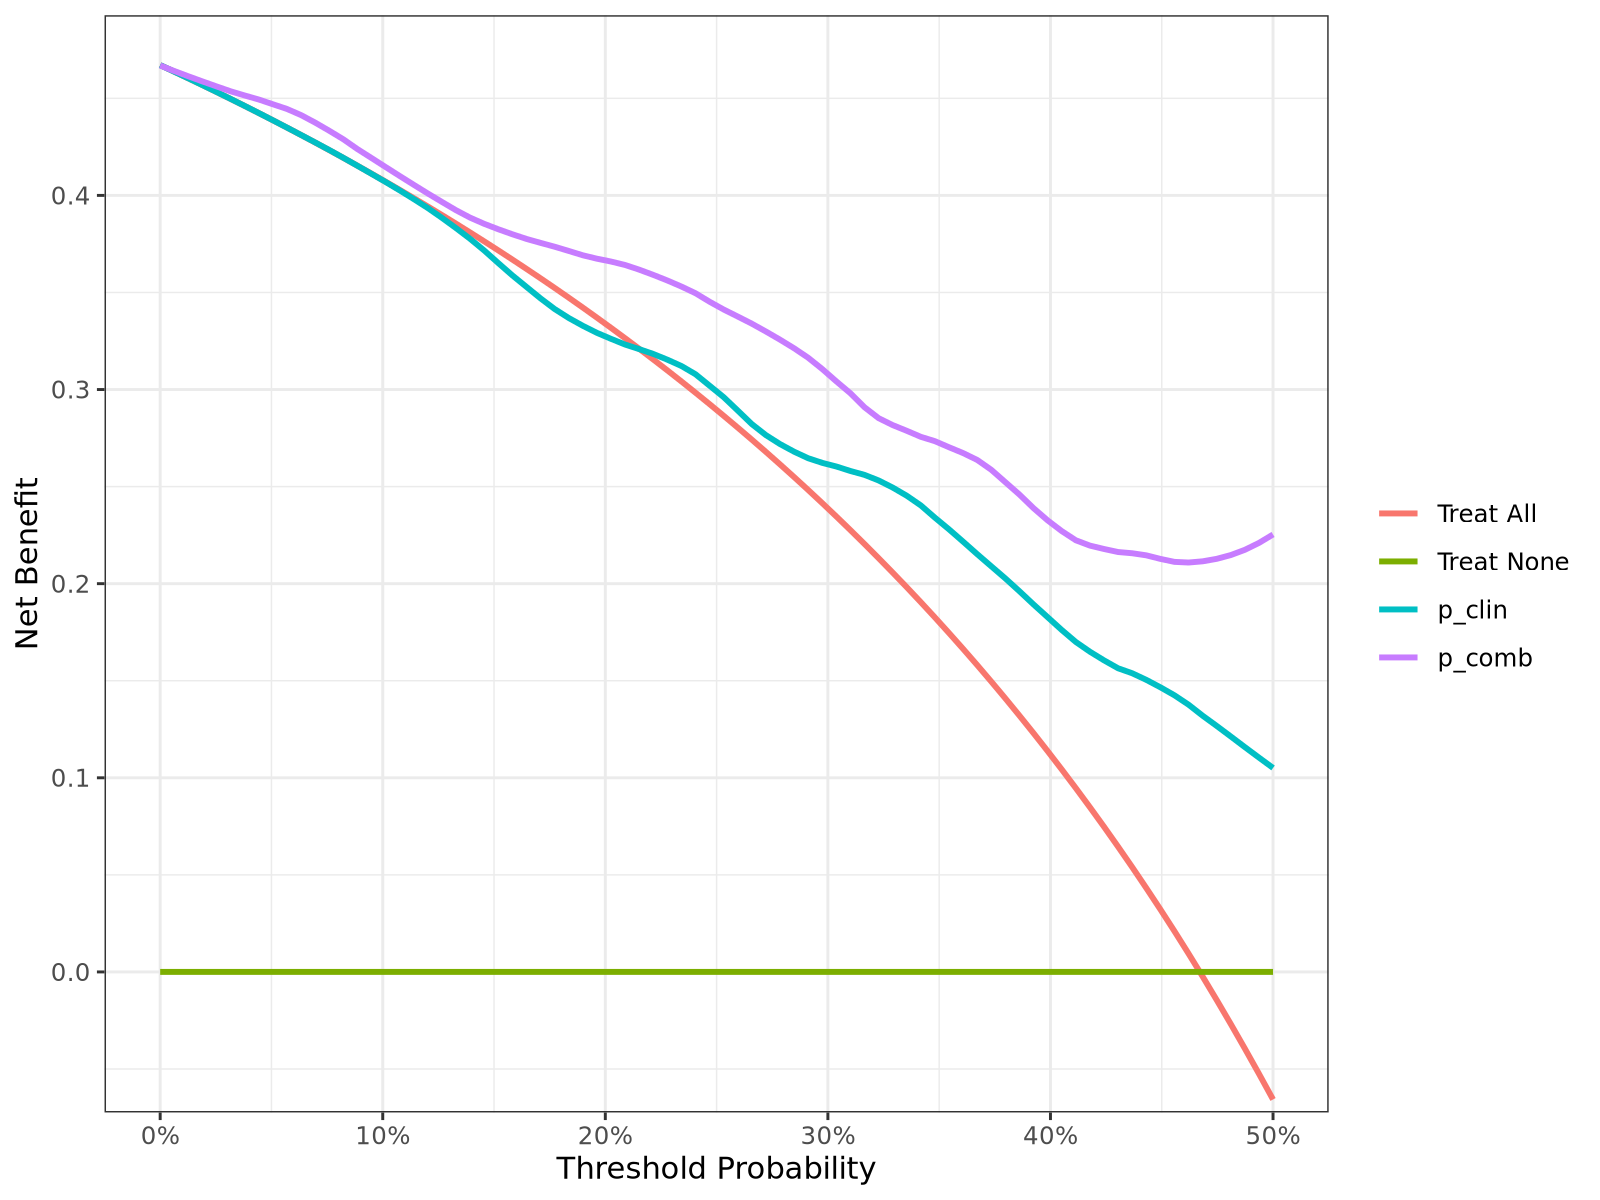 Net Benefit
0.4
0.3
0.2
0.1
0.0
0% 10% 20% 30% 40% 50%
Threshold Probability
Treat All
Treat None
p_clin
p_comb